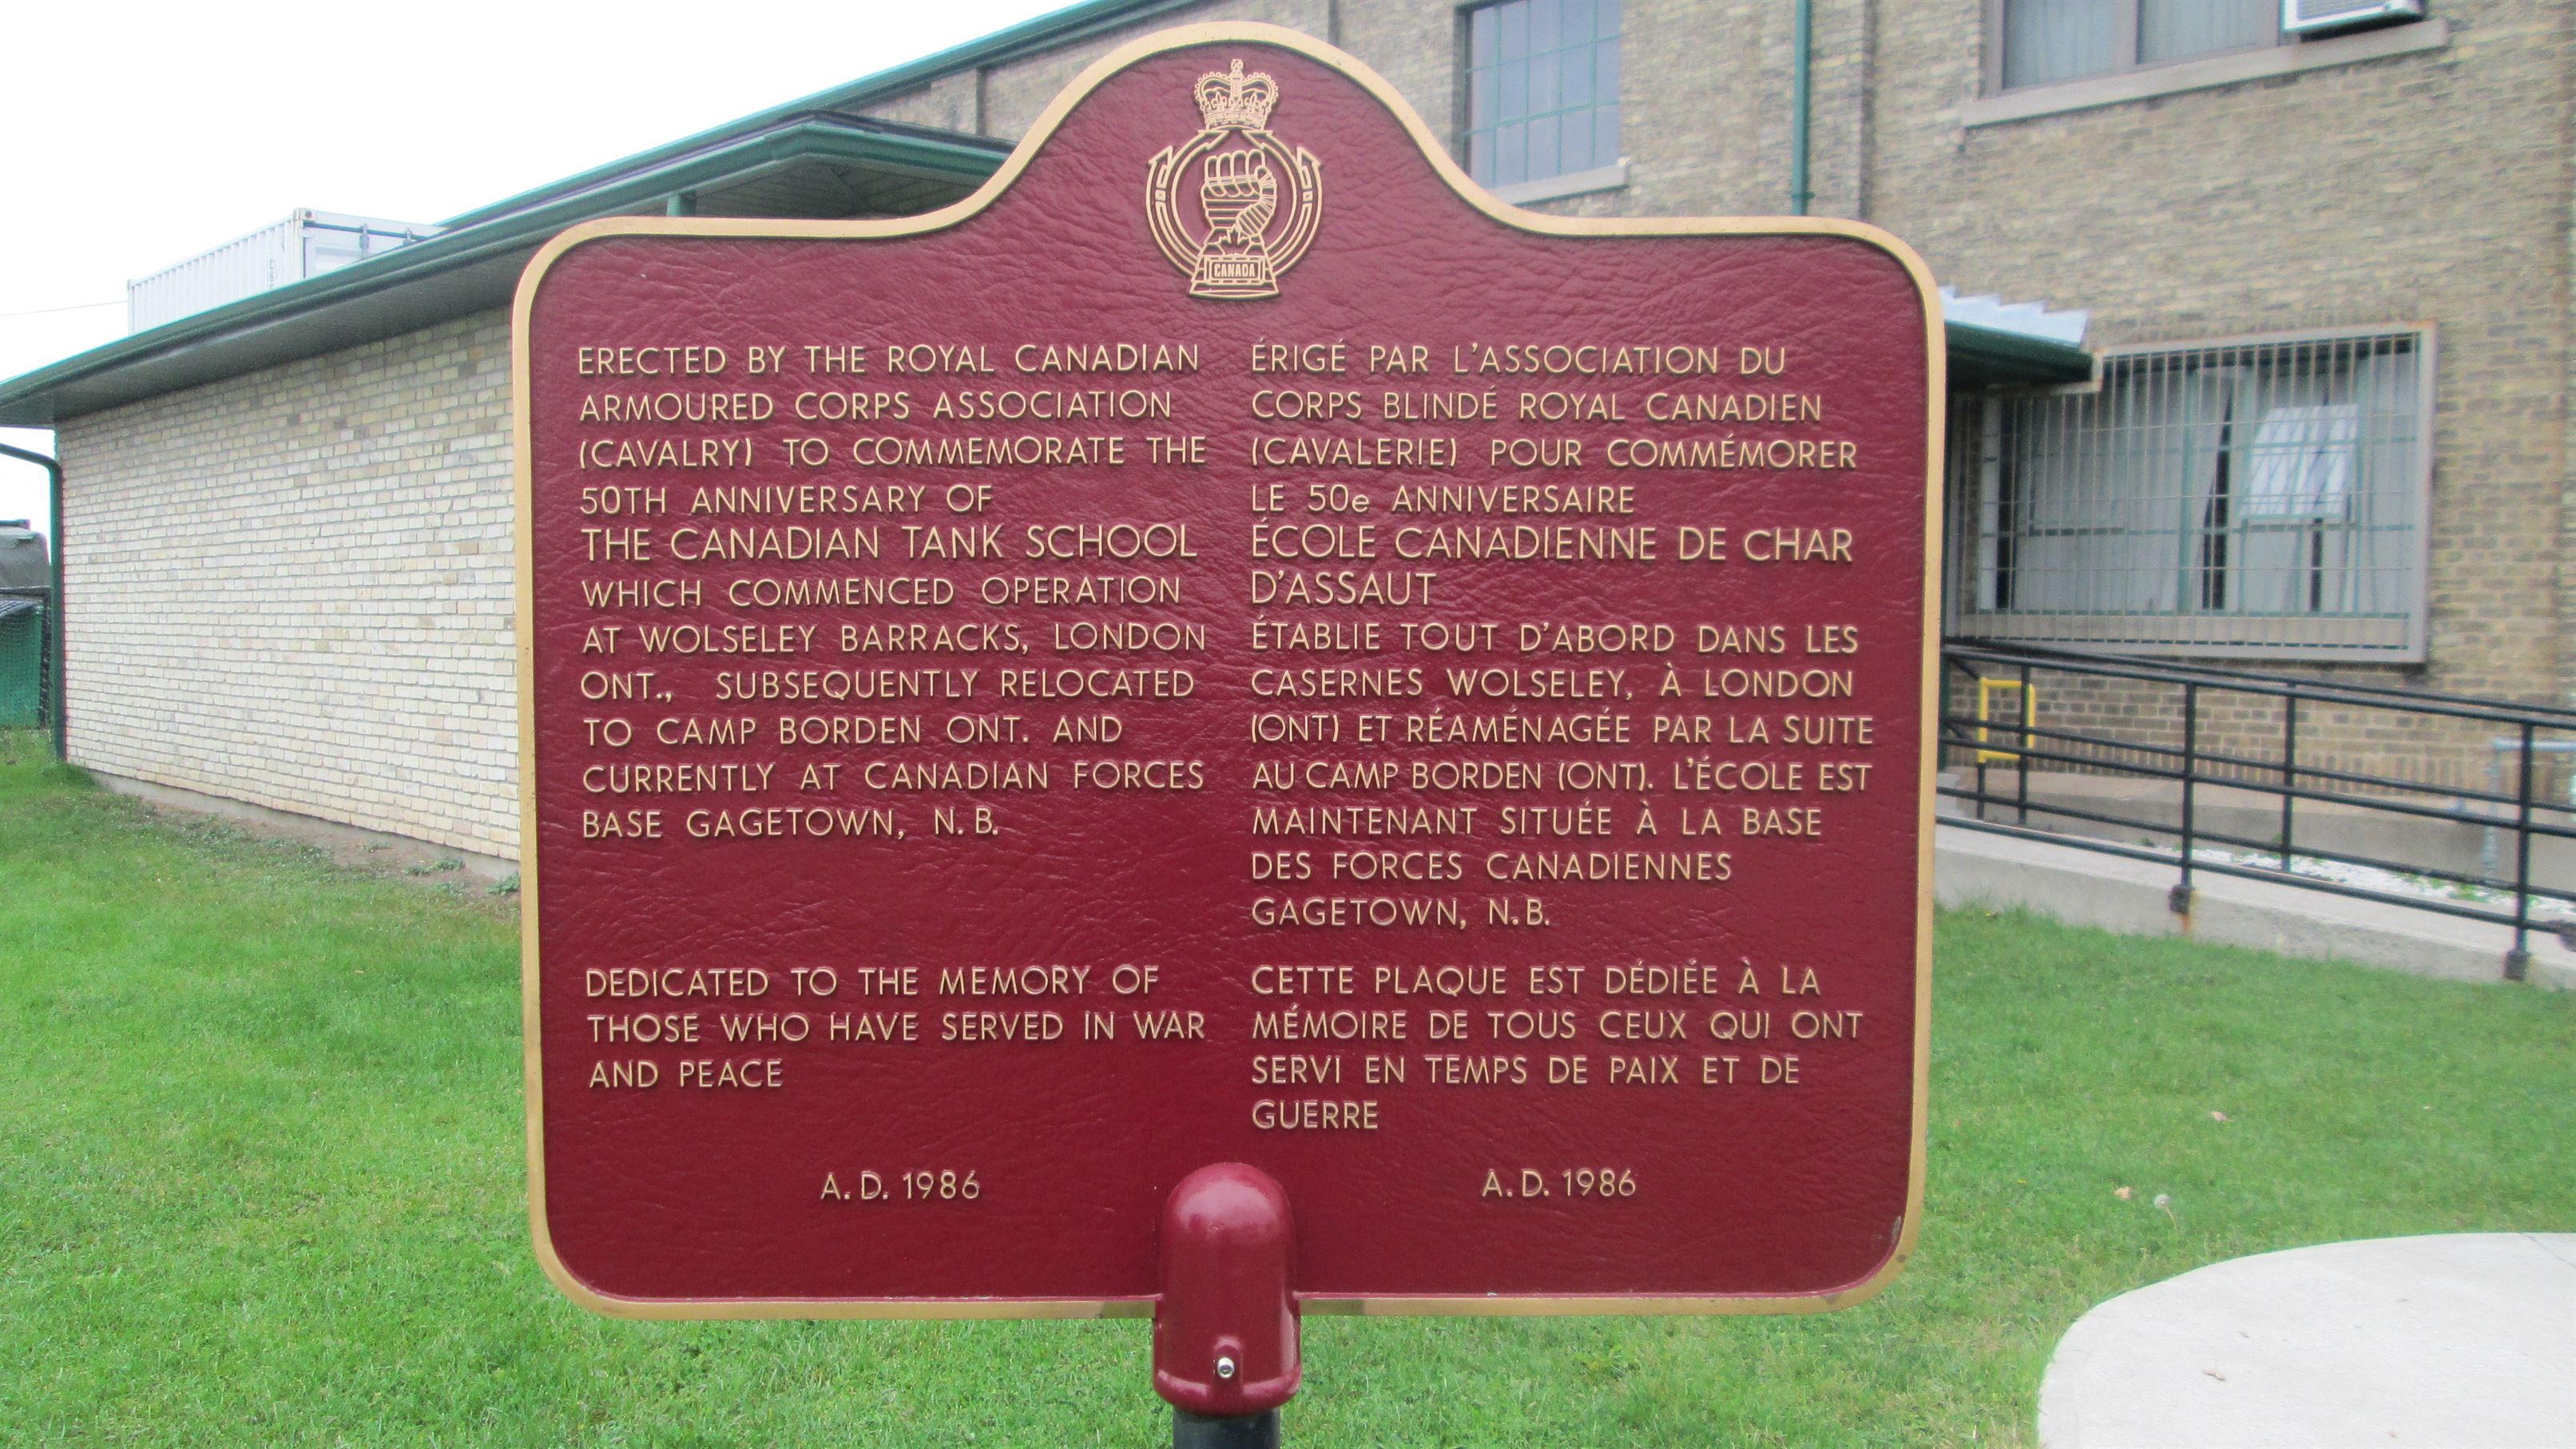 CANADA
ERECTED BY THE ROYAL CANADIAN
ARMOURED CORPS ASSOCIATION
(CAVALRY) TO COMMEMORATE THE
50TH ANNIVERSARY OF
THE CANADIAN TANK SCHOOL
WHICH COMMENCED OPERATION
AT WOLSELEY BARRACKS, LONDON
ONT., SUBSEQUENTLY RELOCATED
TO CAMP BORDEN ONT. AND
CURRENTLY AT CANADIAN FORCES
BASE GAGETOWN, N.B.
DEDICATED TO THE MEMORY OF
THOSE WHO HAVE SERVED IN WAR
AND PEACE
A.D. 1986
ÉRIGÉ PAR L'ASSOCIATION DU
CORPS BLINDÉ ROYAL CANADIEN
(CAVALERIE) POUR COMMÉMORER
LE 50e ANNIVERSAIRE
ÉCOLE CANADIENNE DE CHAR
D'ASSAUT
ÉTABLIE TOUT D'ABORD DANS LES
CASERNES WOLSELEY, À LONDON
(ONT) ET RÉAMÉNAGÉE PAR LA SUITE
AU CAMP BORDEN (ONT). L'ÉCOLE EST
MAINTENANT SITUÉE À LA BASE
DES FORCES CANADIENNES
GAGETOWN, N.B.
CETTE PLAQUE EST DÉDIÉE À LA
MÉMOIRE DE TOUS CEUX QUI ONT
SERVI EN TEMPS DE PAIX ET DE
GUERRE
A.D. 1986